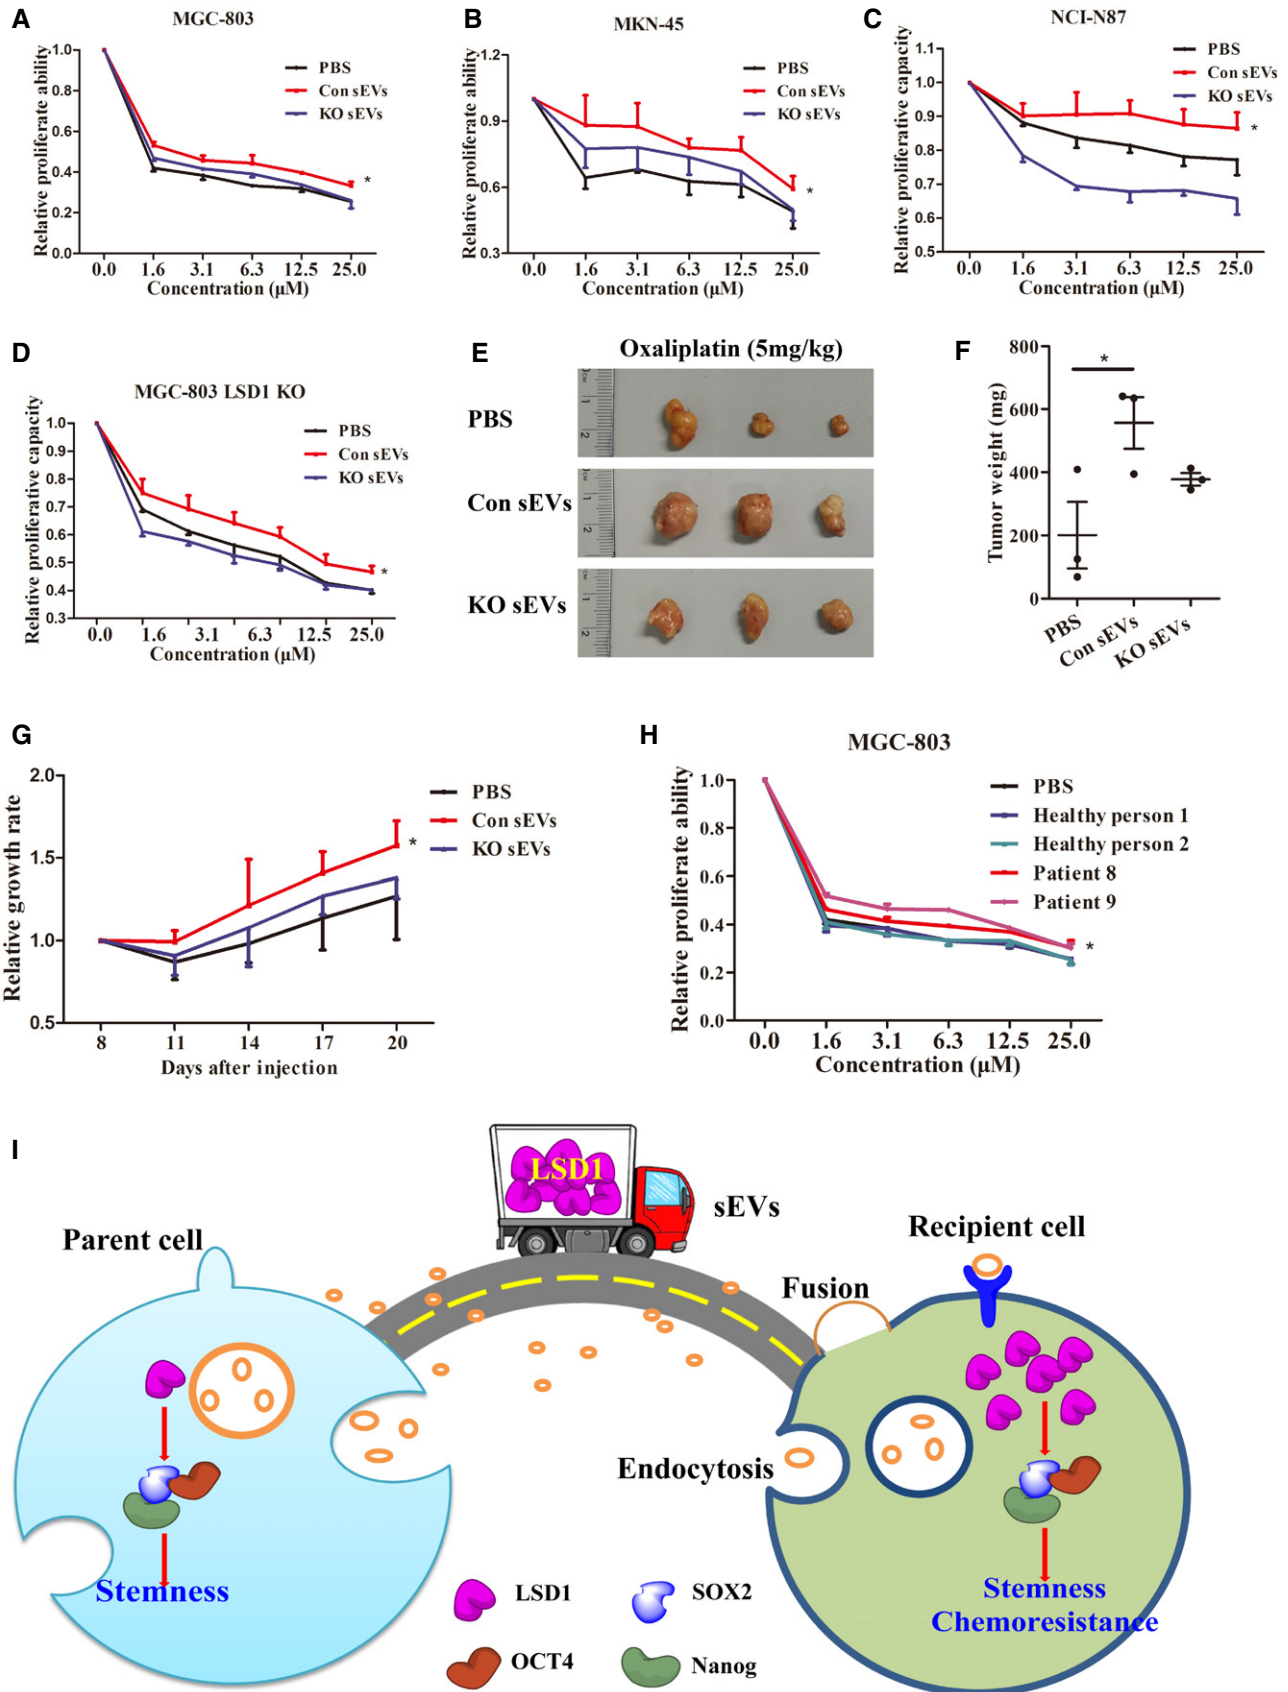 A
MGC-803
Relative proliferate ability
1.0
0.8
0.6
0.4
0.2
0.0
PBS
Con sEVs
KO sEVs
*
0.0 1.6 3.1 6.3 12.5 25.0
Concentration (μM)
B
MKN-45
Relative proliferate ability
1.2
0.9
0.6
0.3
PBS
Con sEVs
KO sEVs
*
0.0 1.6 3.1 6.3 12.5 25.0
Concentration (μM)
C
NCI-N87
Relative proliferative capacity
1.1
1.0
0.9
0.8
0.7
0.6
0.5
PBS
Con sEVs
KO sEVs
*
0.0 1.6 3.1 6.3 12.5 25.0
Concentration (μM)
D
MGC-803 LSD1 KO
Relative proliferative capacity
1.0
0.9
0.8
0.7
0.6
0.5
0.4
0.3
PBS
Con sEVs
KO sEVs
*
0.0 1.6 3.1 6.3 12.5 25.0
Concentration (μM)
E
Oxaliplatin (5mg/kg)
PBS
1
2
Con sEVs
1
2
KO sEVs
1
2
F
Tumor weight (mg)
800
600
400
200
0
*
PBS
Con sEVs
KO sEVs
G
Relative growth rate
2.0
1.5
1.0
0.5
PBS
Con sEVs
KO sEVs
*
8 11 14 17 20
Days after injection
H
MGC-803
Relative proliferate ability
1.0
0.8
0.6
0.4
0.2
0.0
PBS
Healthy person 1
Healthy person 2
Patient 8
Patient 9
*
0.0 1.6 3.1 6.3 12.5 25.0
Concentration (μM)
I
LSD1
sEVs
Parent cell
Recipient cell
Fusion
Endocytosis
Stemness
Stemness
Chemoresistance
LSD1
SOX2
OCT4
Nanog